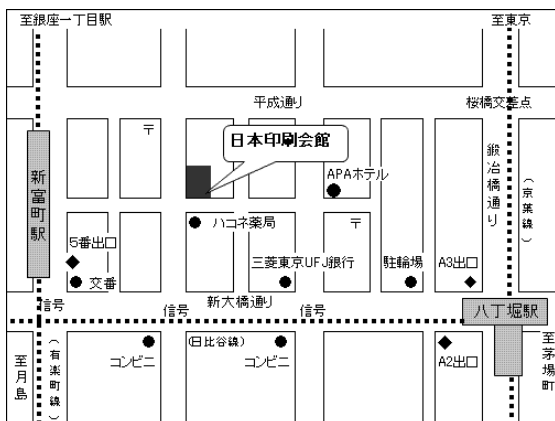 至銀座一丁目駅
至東京
平成通り
桜橋交差点
〒
日本印刷会館
鍛冶橋通り
(京葉線)
新富町駅
APAホテル
ハコネ薬局
〒
5番出口
交番
三菱東京UFJ銀行
駐輪場
A3出口
新大橋通り
信号
信号
信号
八丁堀駅
(日比谷線)
コンビニ
コンビニ
A2出口
至月島
(有楽町線)
至茅場町